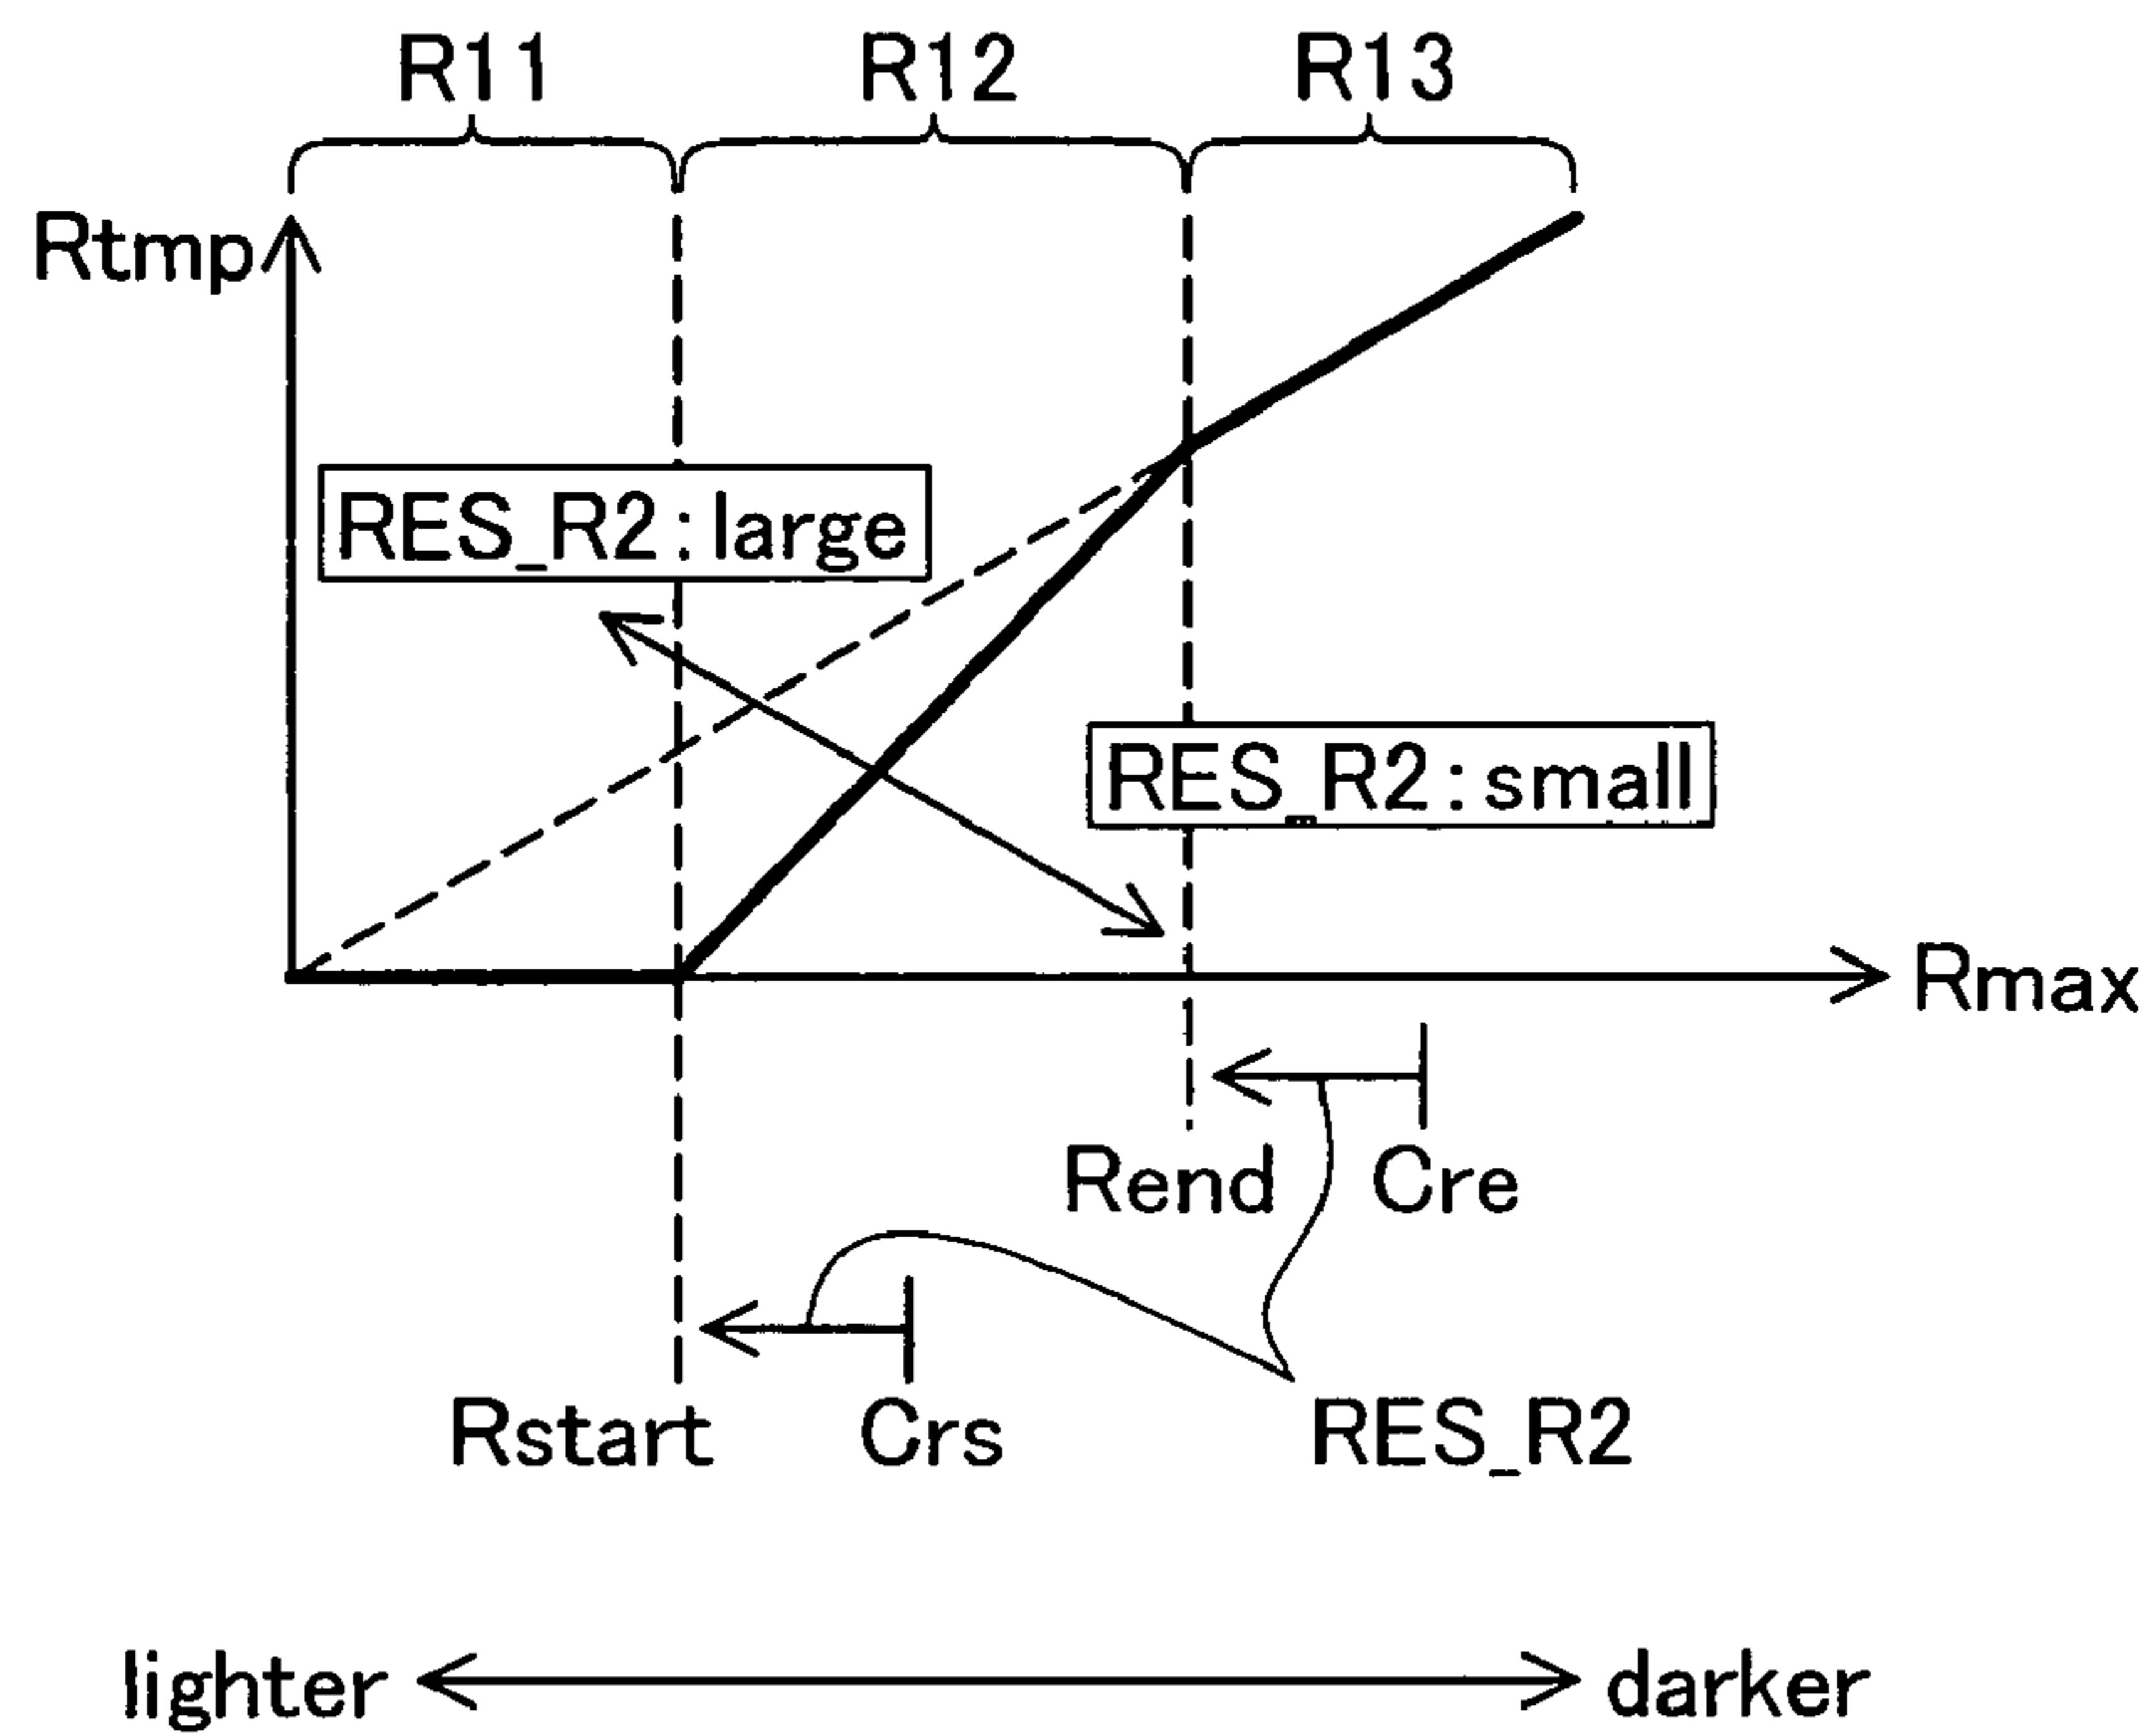 R11 R12 R13
Rtmp
RES_R2:large
RES_R2:small
Rmax
Rend Cre
Rstart Crs RES_R2
lighter darker